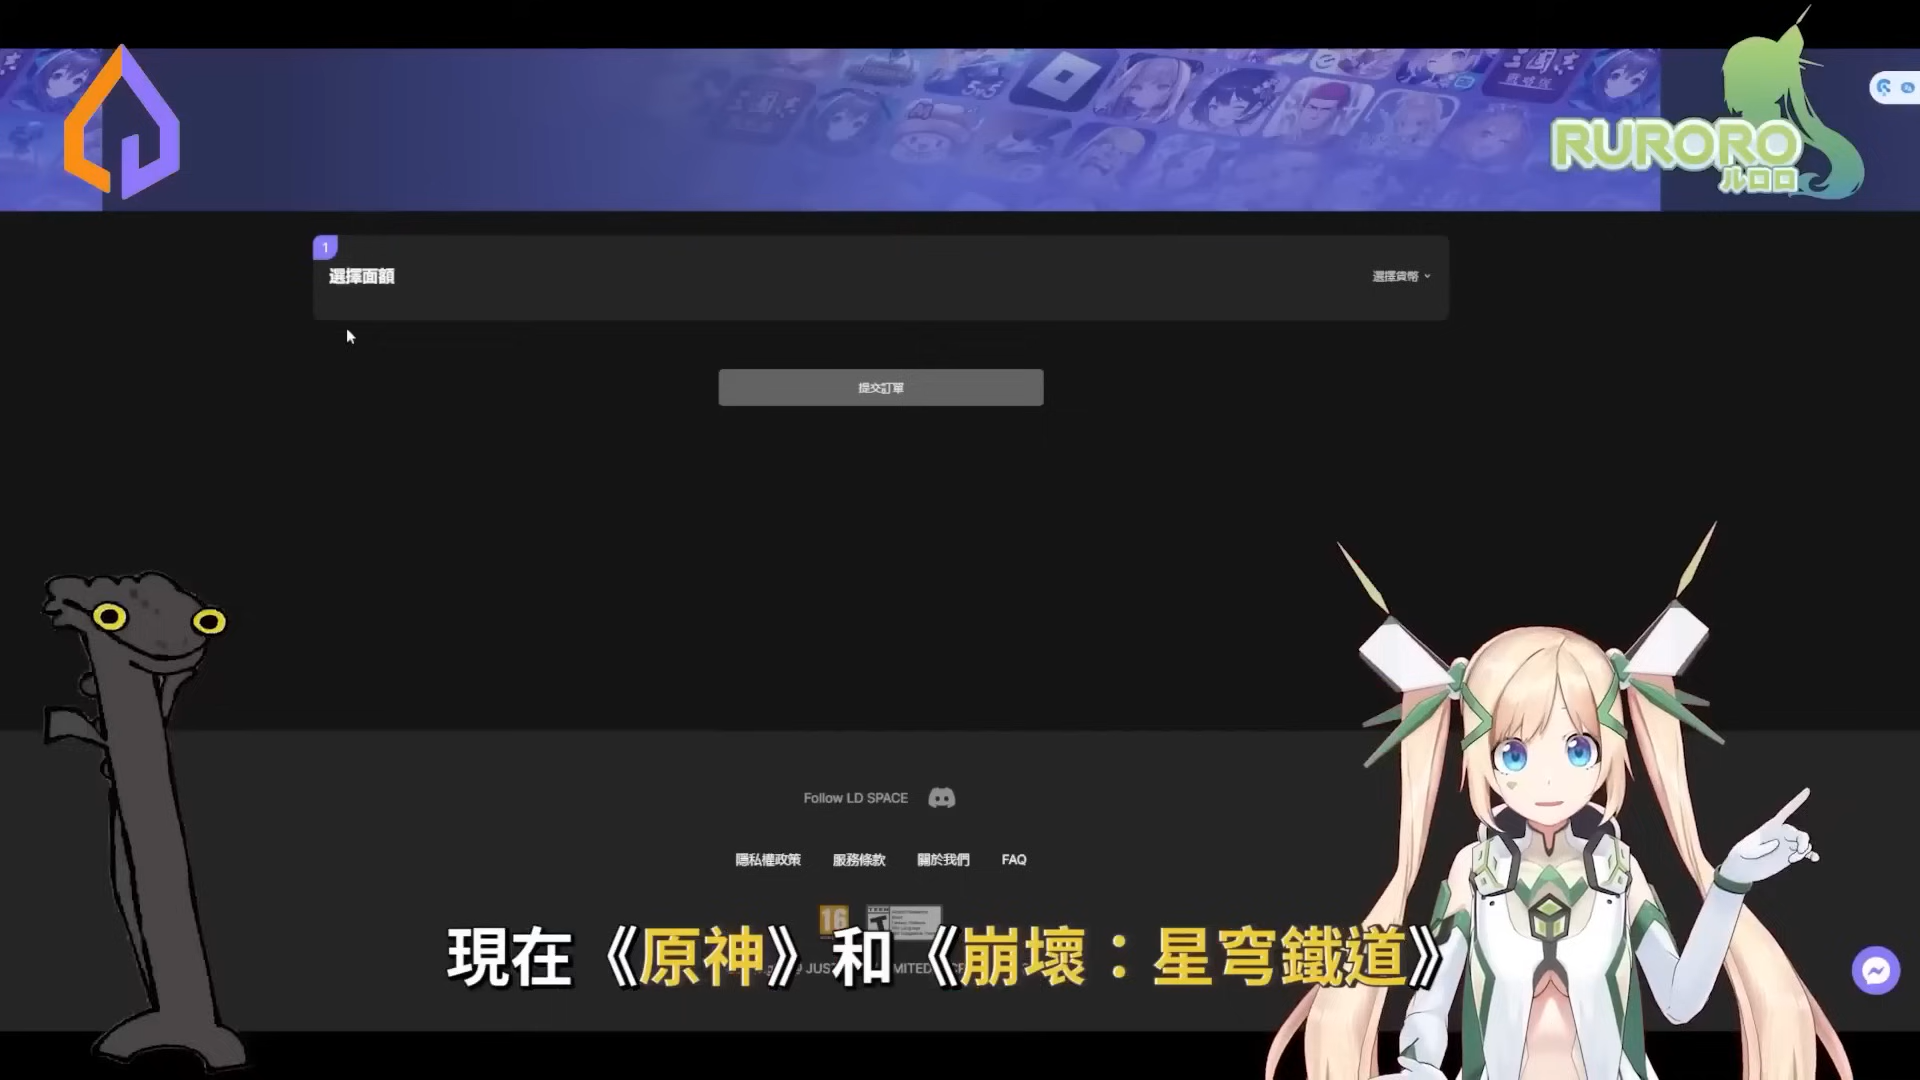 RURORO
ルロロ
1
選擇面額
選擇貨幣
提交訂單
Follow LD SPACE
隱私權政策 服務條款 關於我們 FAQ
16
TEEN
T
現在《原神》和《崩壞：星穹鐵道》